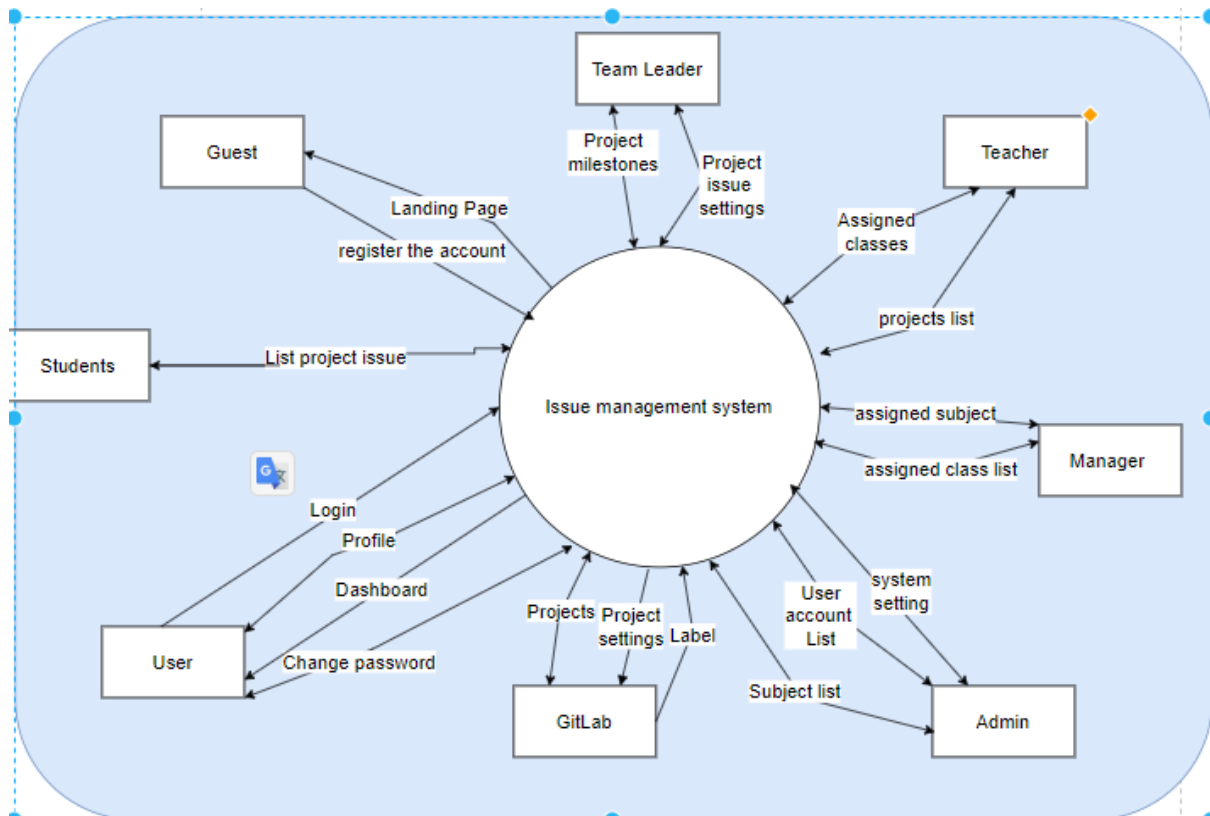 Team Leader
Guest
Teacher
Project
milestones
Project
issue
settings
Landing Page
register the account
Assigned
classes
projects list
Students
List project issue
Issue management system
assigned subject
assigned class list
Manager
G
Login
Profile
Dashboard
Change password
User
Projects
Project
settings
Label
GitLab
User
account
List
system
setting
Subject list
Admin